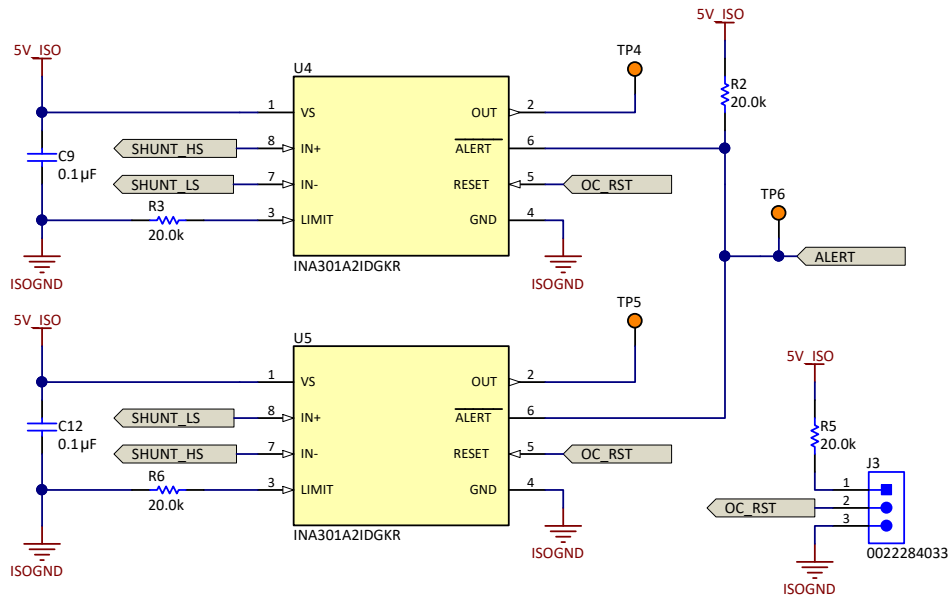 5V_ISO
C9
0.1µF
ISOGND
SHUNT_HS
SHUNT_LS
R3
20.0k
U4
1
VS
8
IN+
7
IN-
3
LIMIT
OUT
2
ALERT
6
RESET
5
GND
4
INA301A2IDGKR
TP4
OC_RST
ISOGND
5V_ISO
R2
20.0k
TP6
ALERT
5V_ISO
C12
0.1µF
ISOGND
SHUNT_LS
SHUNT_HS
R6
20.0k
U5
1
VS
8
IN+
7
IN-
3
LIMIT
OUT
2
ALERT
6
RESET
5
GND
4
INA301A2IDGKR
TP5
OC_RST
ISOGND
5V_ISO
R5
20.0k
J3
1
2
3
OC_RST
0022284033
ISOGND